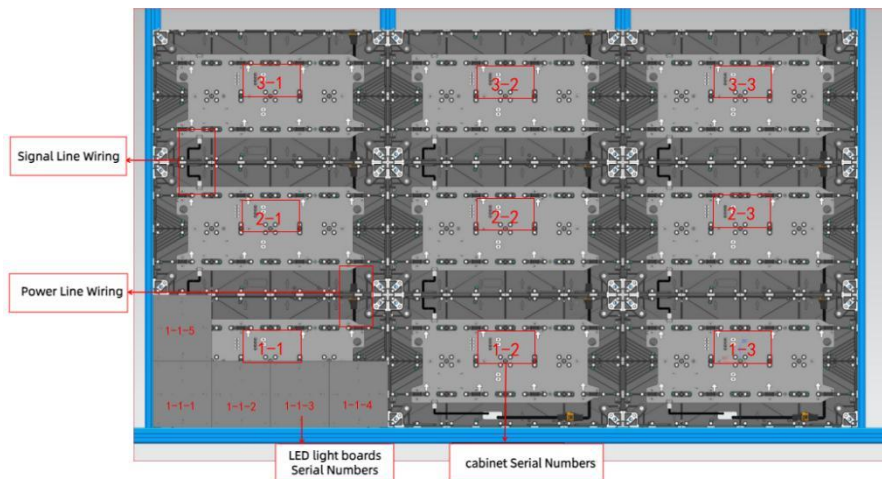 3-1
3-2
3-3
Signal Line Wiring
2-1
2-2
2-3
Power Line Wiring
1-1-5
1-1
1-2
1-3
1-1-1
1-1-2
1-1-3
1-1-4
LED light boards
Serial Numbers
cabinet Serial Numbers